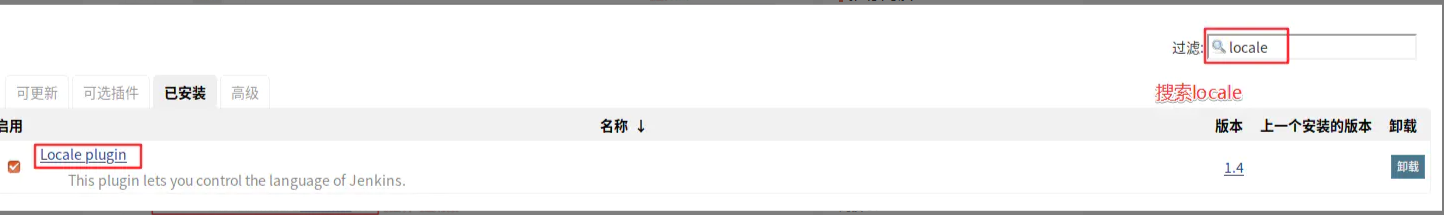 过滤: locale
可更新 可选插件 已安装 高级
搜索locale
启用 名称 ↓ 版本 上一个安装的版本 卸载
Locale plugin 1.4 卸载
This plugin lets you control the language of Jenkins.